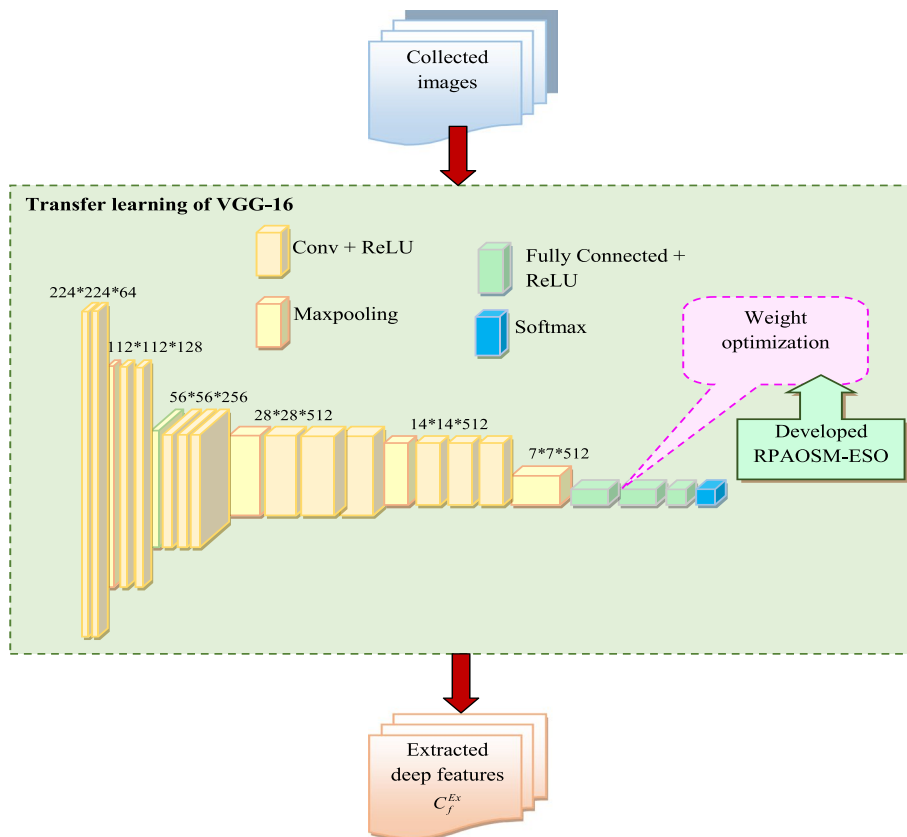 Collected
images
Transfer learning of VGG-16
Conv + ReLU
Fully Connected +
ReLU
Maxpooling
Softmax
Weight
optimization
224*224*64
112*112*128
56*56*256
28*28*512
14*14*512
7*7*512
Developed
RPAOSM-ESO
Extracted
deep features
C_f^{Ex}